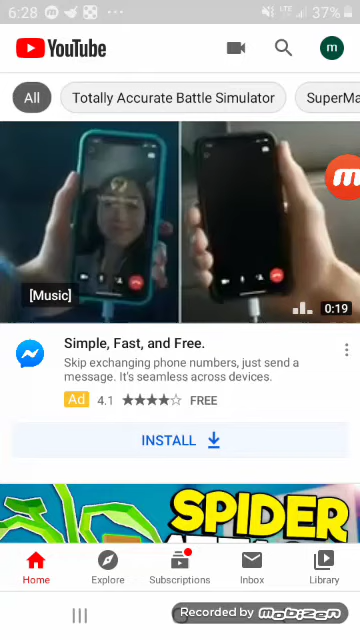 6:28
37%
YouTube
m
All
Totally Accurate Battle Simulator
SuperMa
[Music]
0:19
Simple, Fast, and Free.
Skip exchanging phone numbers, just send a
message. It's seamless across devices.
Ad 4.1 FREE
INSTALL
SPIDER
Home
Explore
Subscriptions
Inbox
Library
Recorded by mobizen